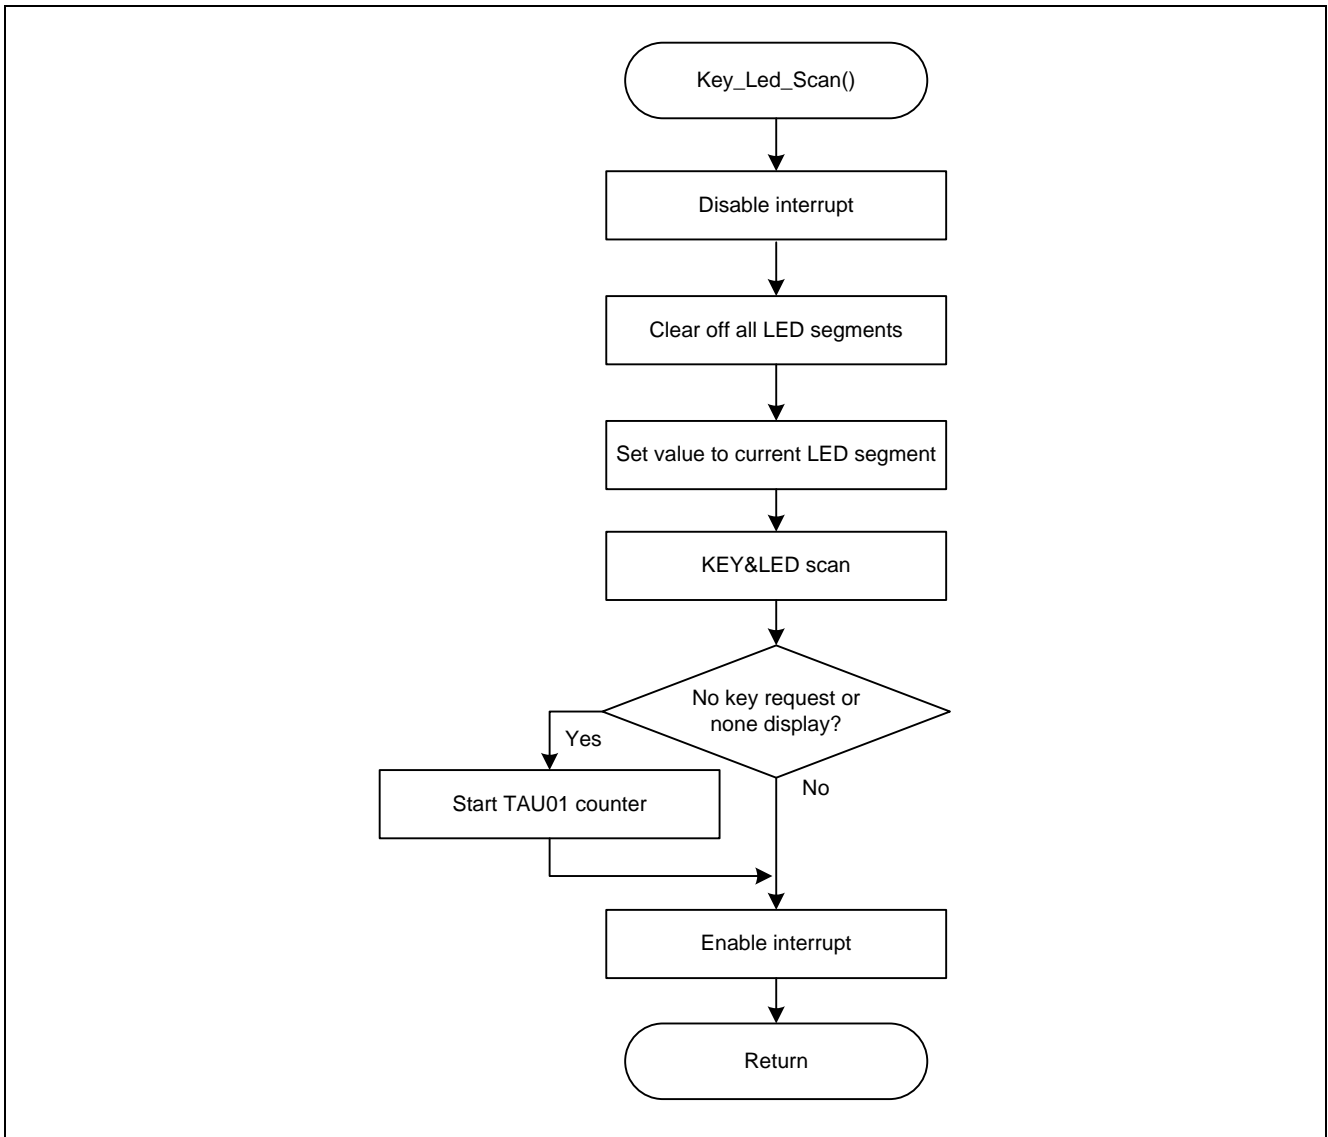 Key_Led_Scan()
Disable interrupt
Clear off all LED segments
Set value to current LED segment
KEY&LED scan
No key request or
none display?
Yes
No
Start TAU01 counter
Enable interrupt
Return